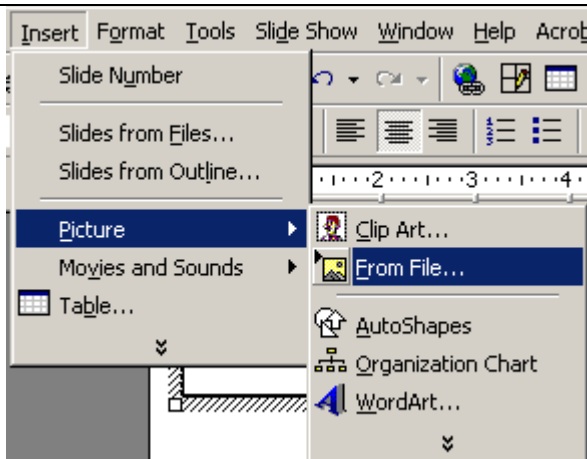 Insert Format Tools Slide Show Window Help
Slide Number
Slides from Files...
Slides from Outline...
2 3 4
Picture
Clip Art...
Movies and Sounds
From File...
Table...
AutoShapes
Organization Chart
WordArt...